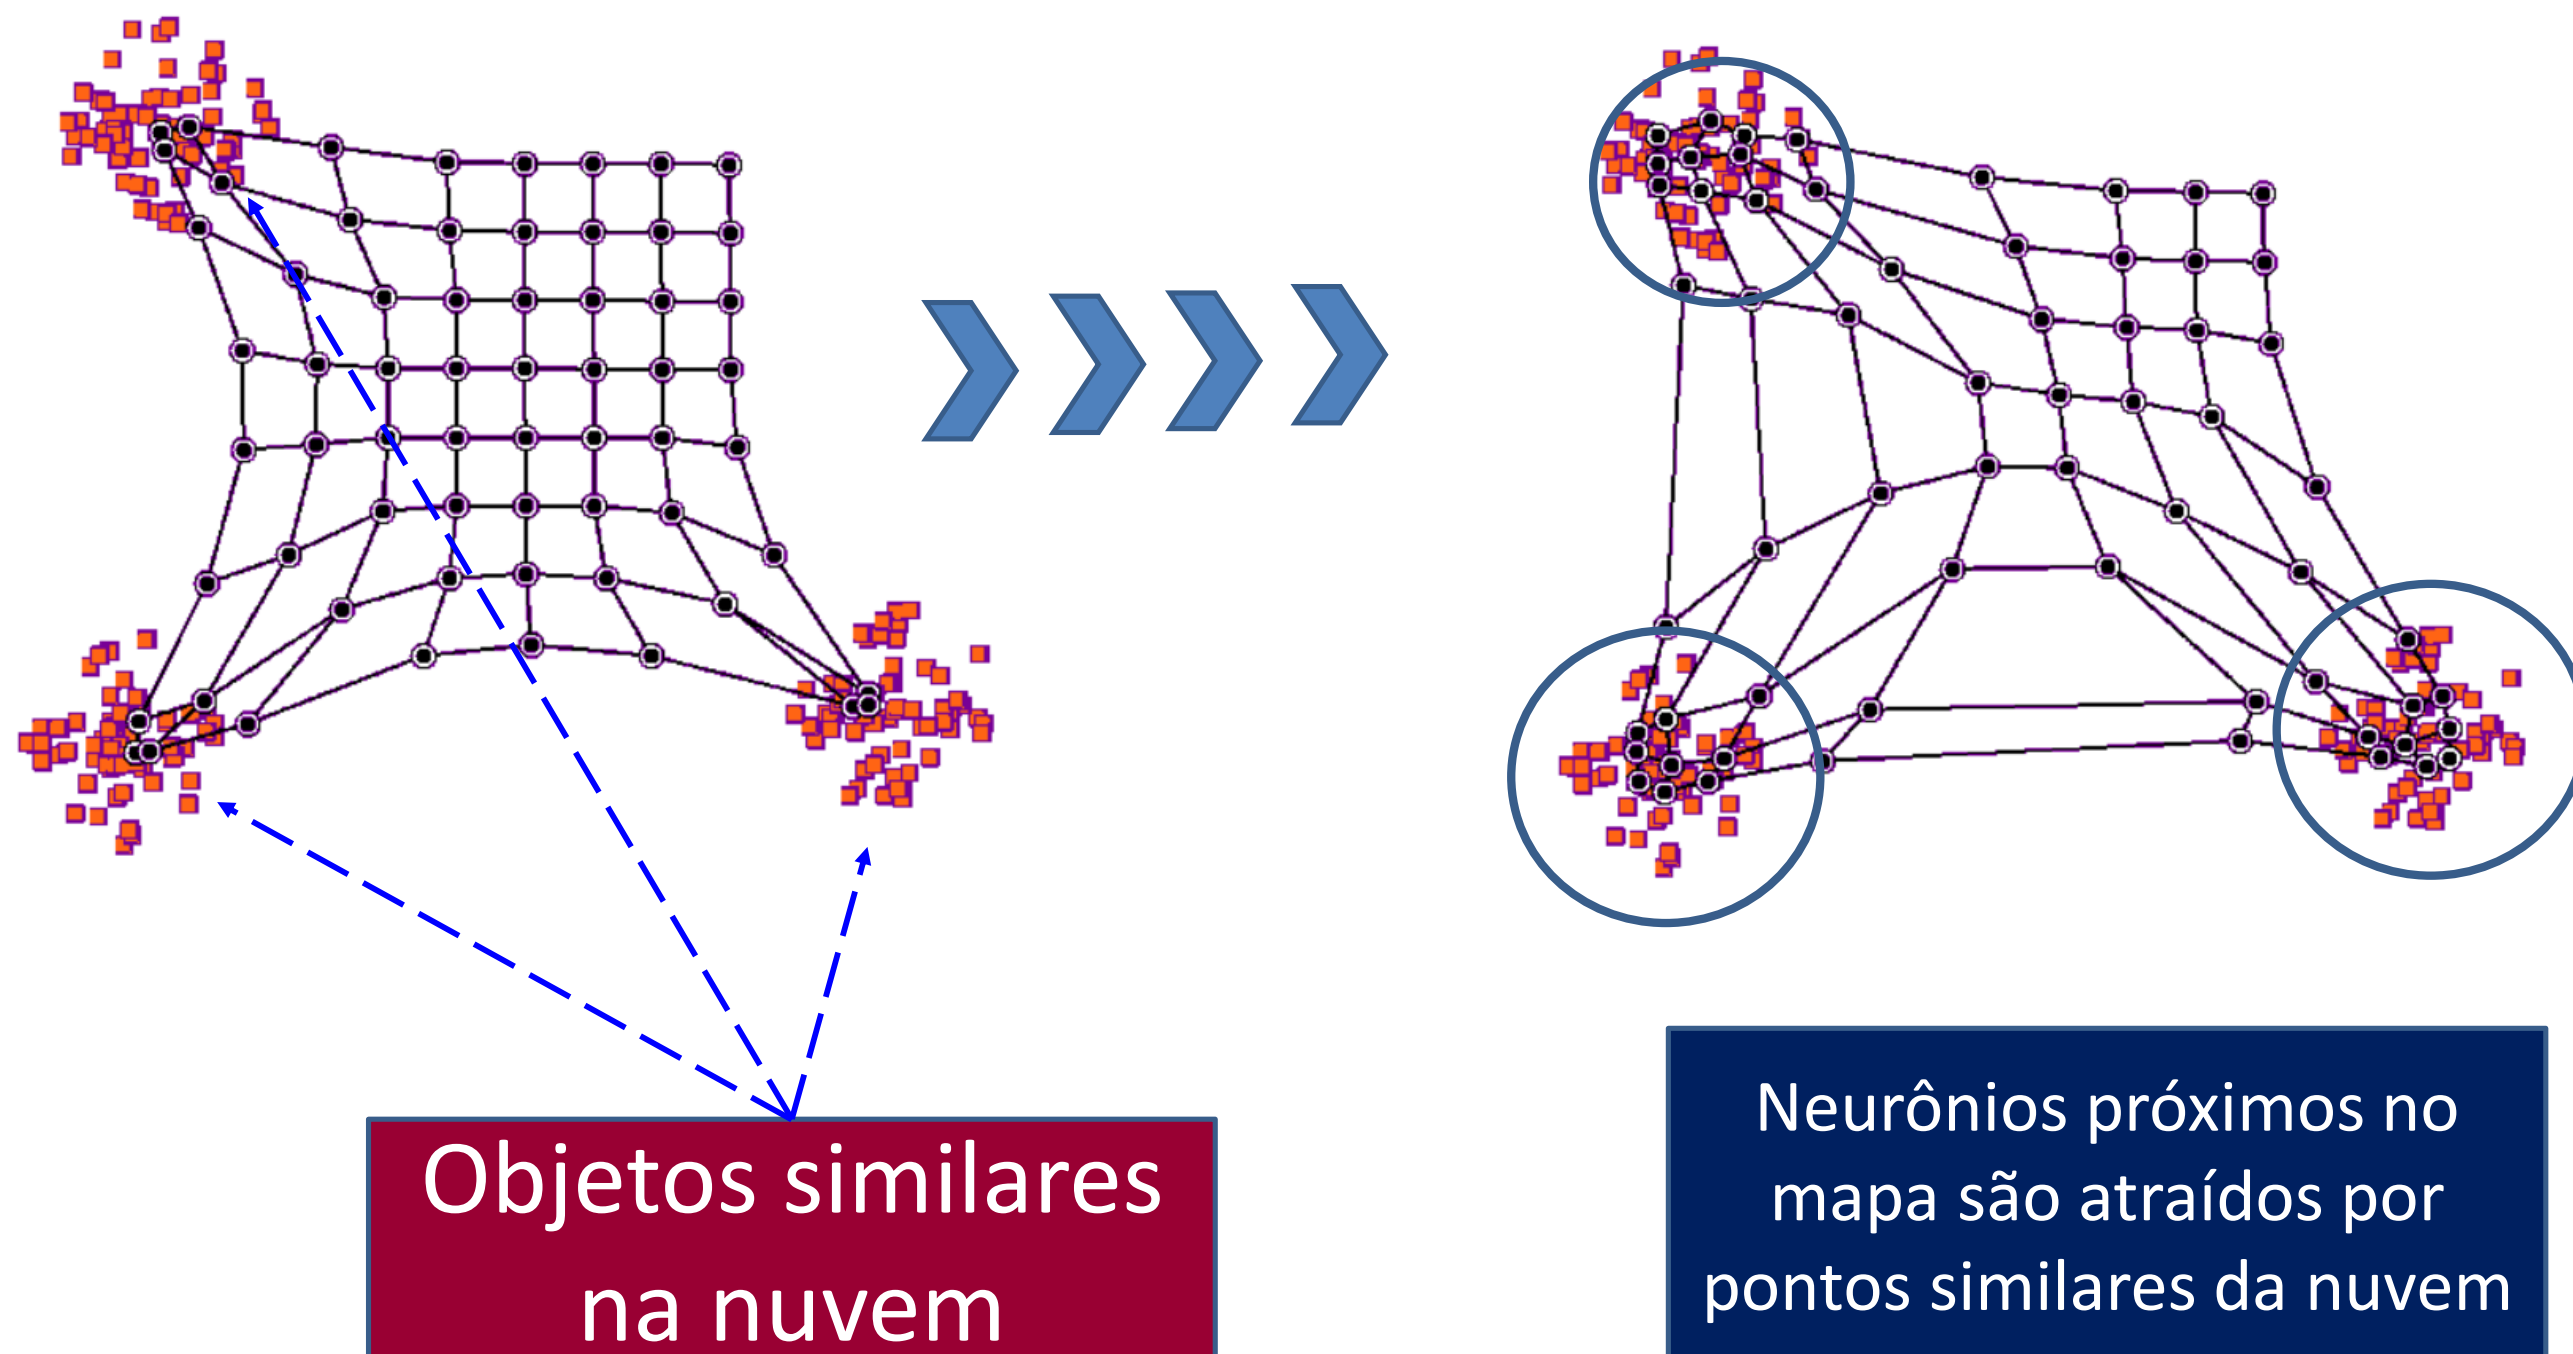 Objetos similares
na nuvem
Neurônios próximos no
mapa são atraídos por
pontos similares da nuvem